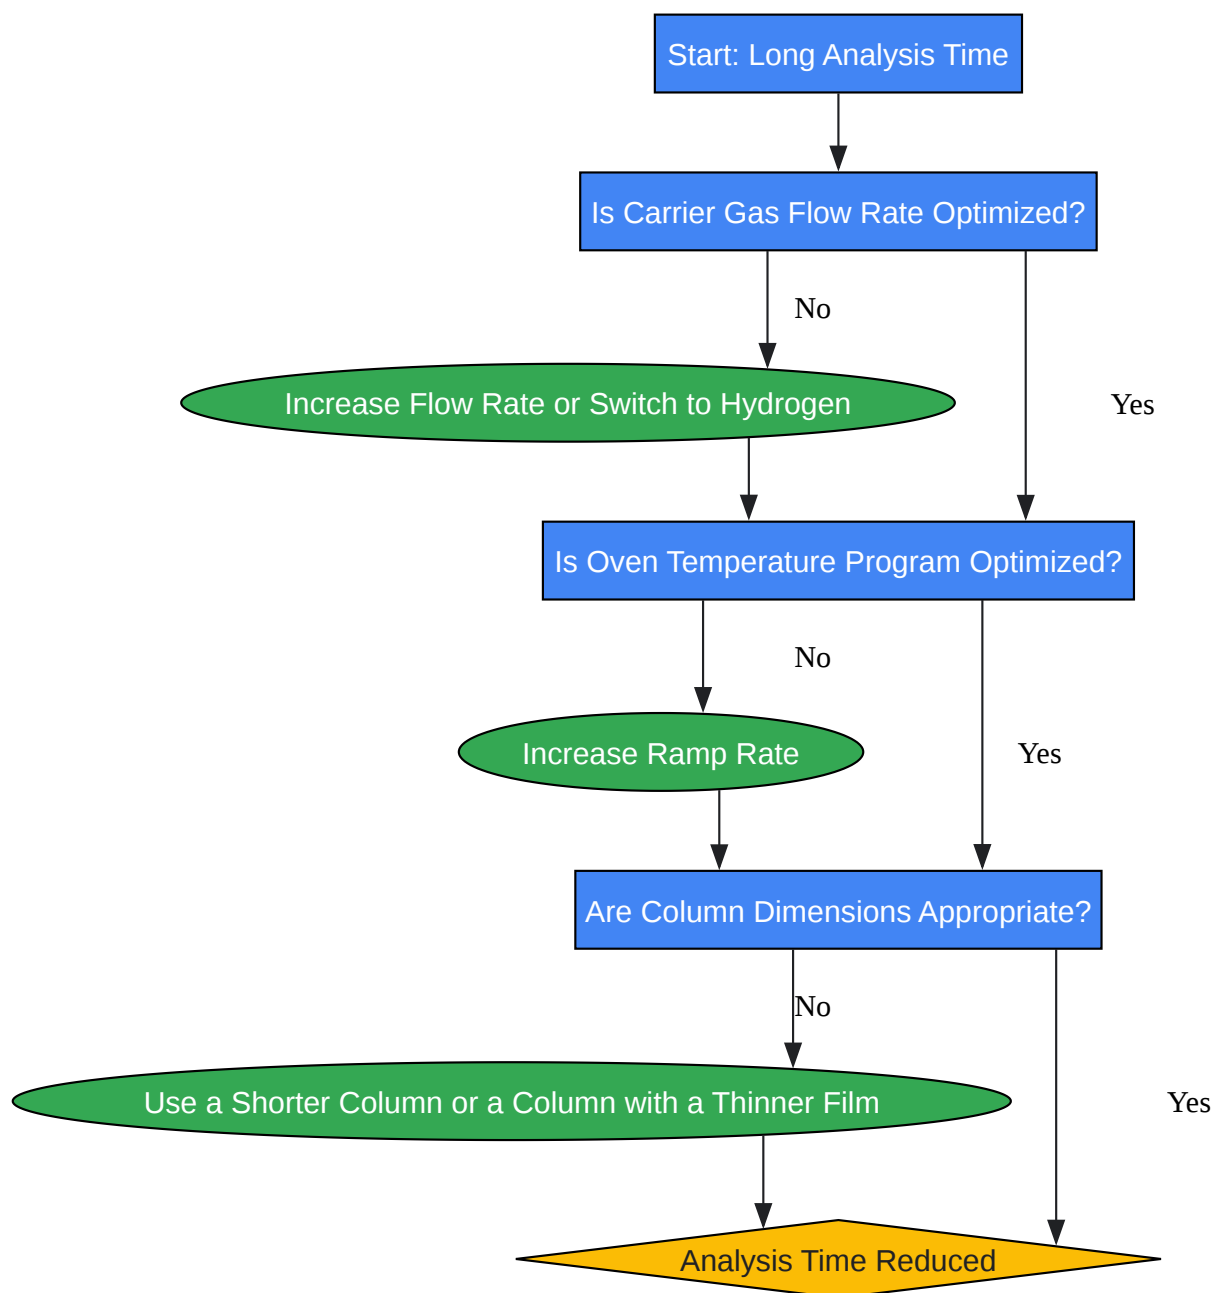 Start: Long Analysis Time
Is Carrier Gas Flow Rate Optimized?
No
Increase Flow Rate or Switch to Hydrogen
Yes
Is Oven Temperature Program Optimized?
No
Increase Ramp Rate
Yes
Are Column Dimensions Appropriate?
No
Use a Shorter Column or a Column with a Thinner Film
Yes
Analysis Time Reduced